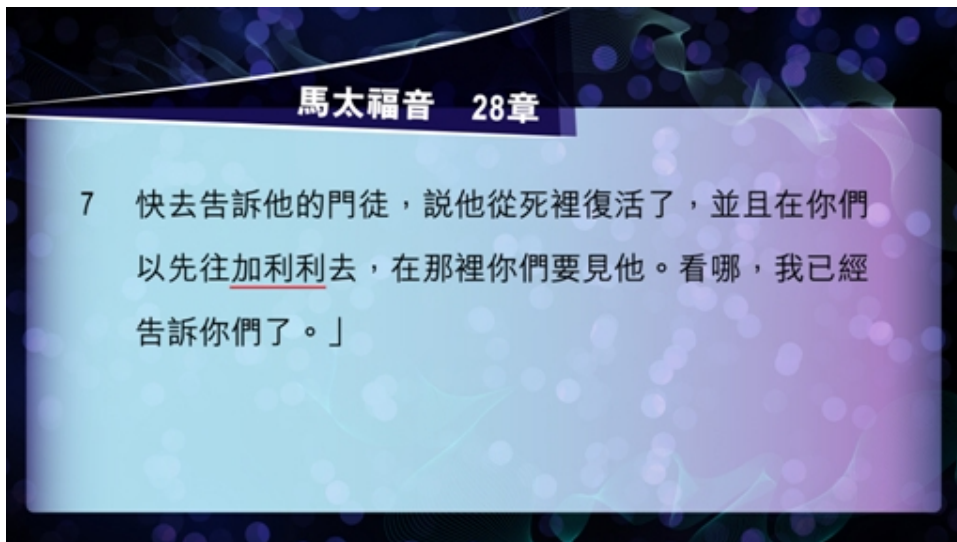 馬太福音 28章
7 快去告訴他的門徒，說他從死裡復活了，並且在你們
以先往加利利去，在那裡你們要見他。看哪，我已經
告訴你們了。」